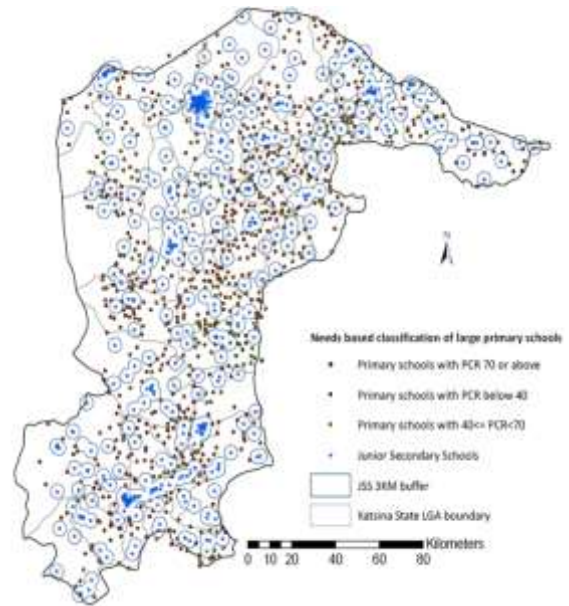 N
Needs based classification of large primary schools
Primary schools with PCR 70 or above
Primary schools with PCR below 40
Primary schools with 40<= PCR<70
Junior Secondary Schools
JSS 3KM buffer
Katsina State LGA boundary
Kilometers
0 10 20 40 60 80